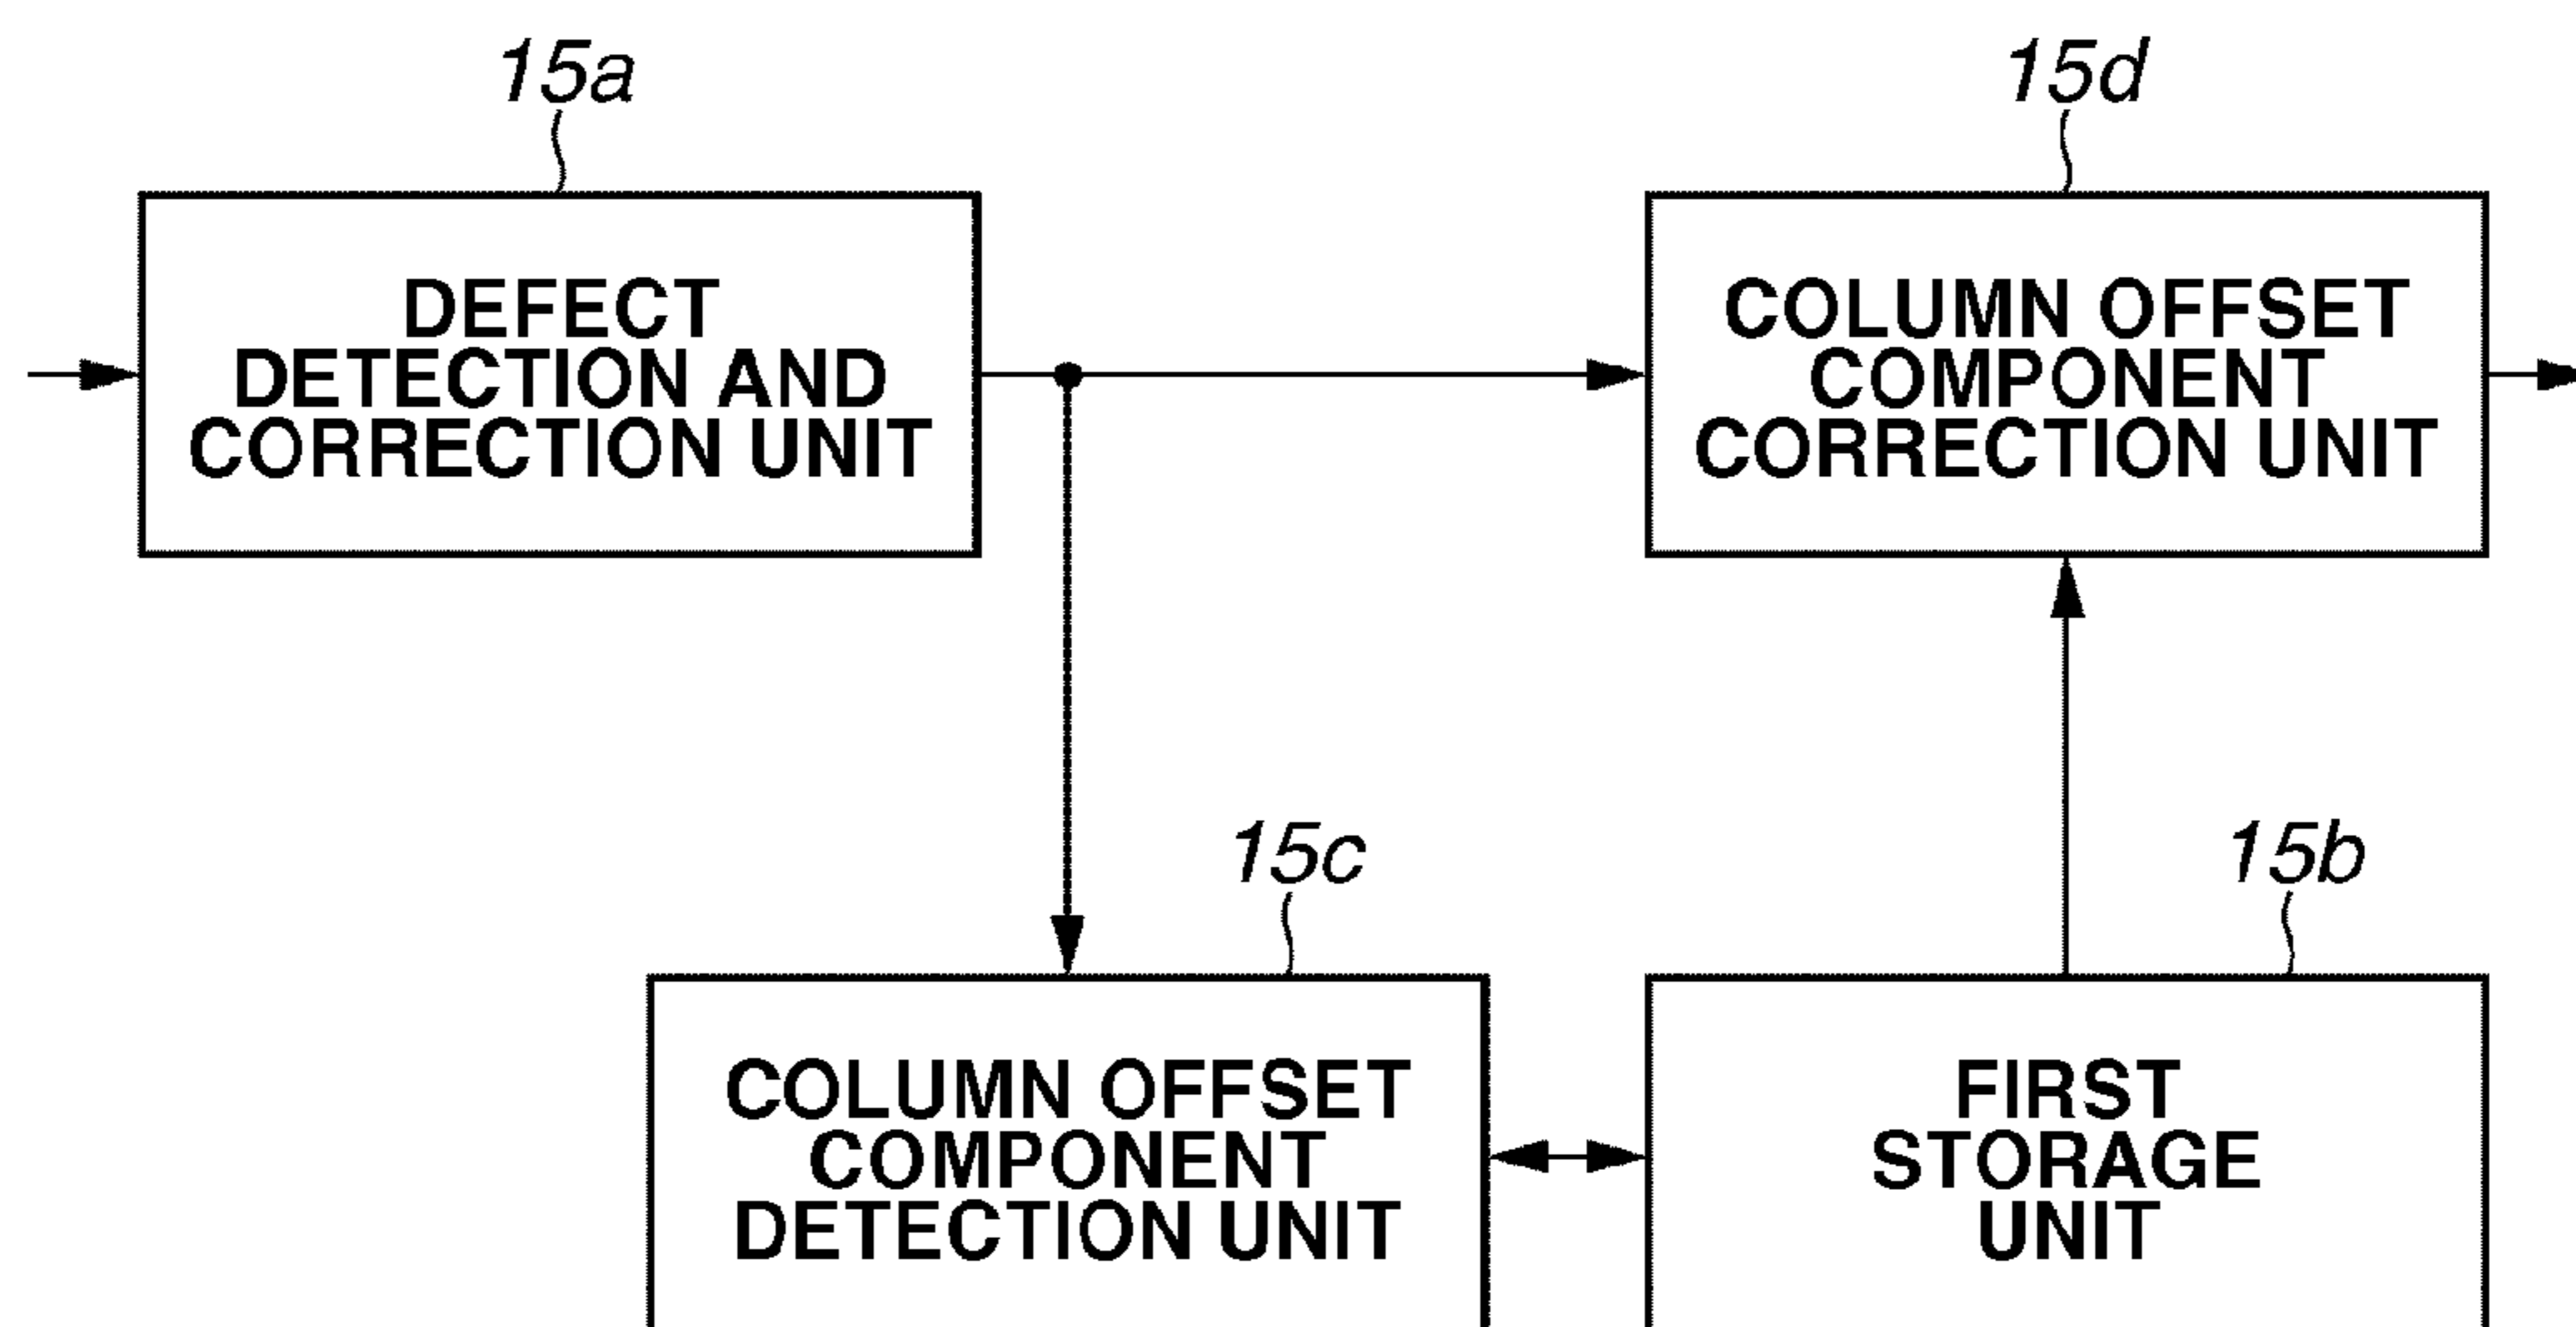 15a
15d
DEFECT
DETECTION AND
CORRECTION UNIT
COLUMN OFFSET
COMPONENT
CORRECTION UNIT
15c
15b
COLUMN OFFSET
COMPONENT
DETECTION UNIT
FIRST
STORAGE
UNIT